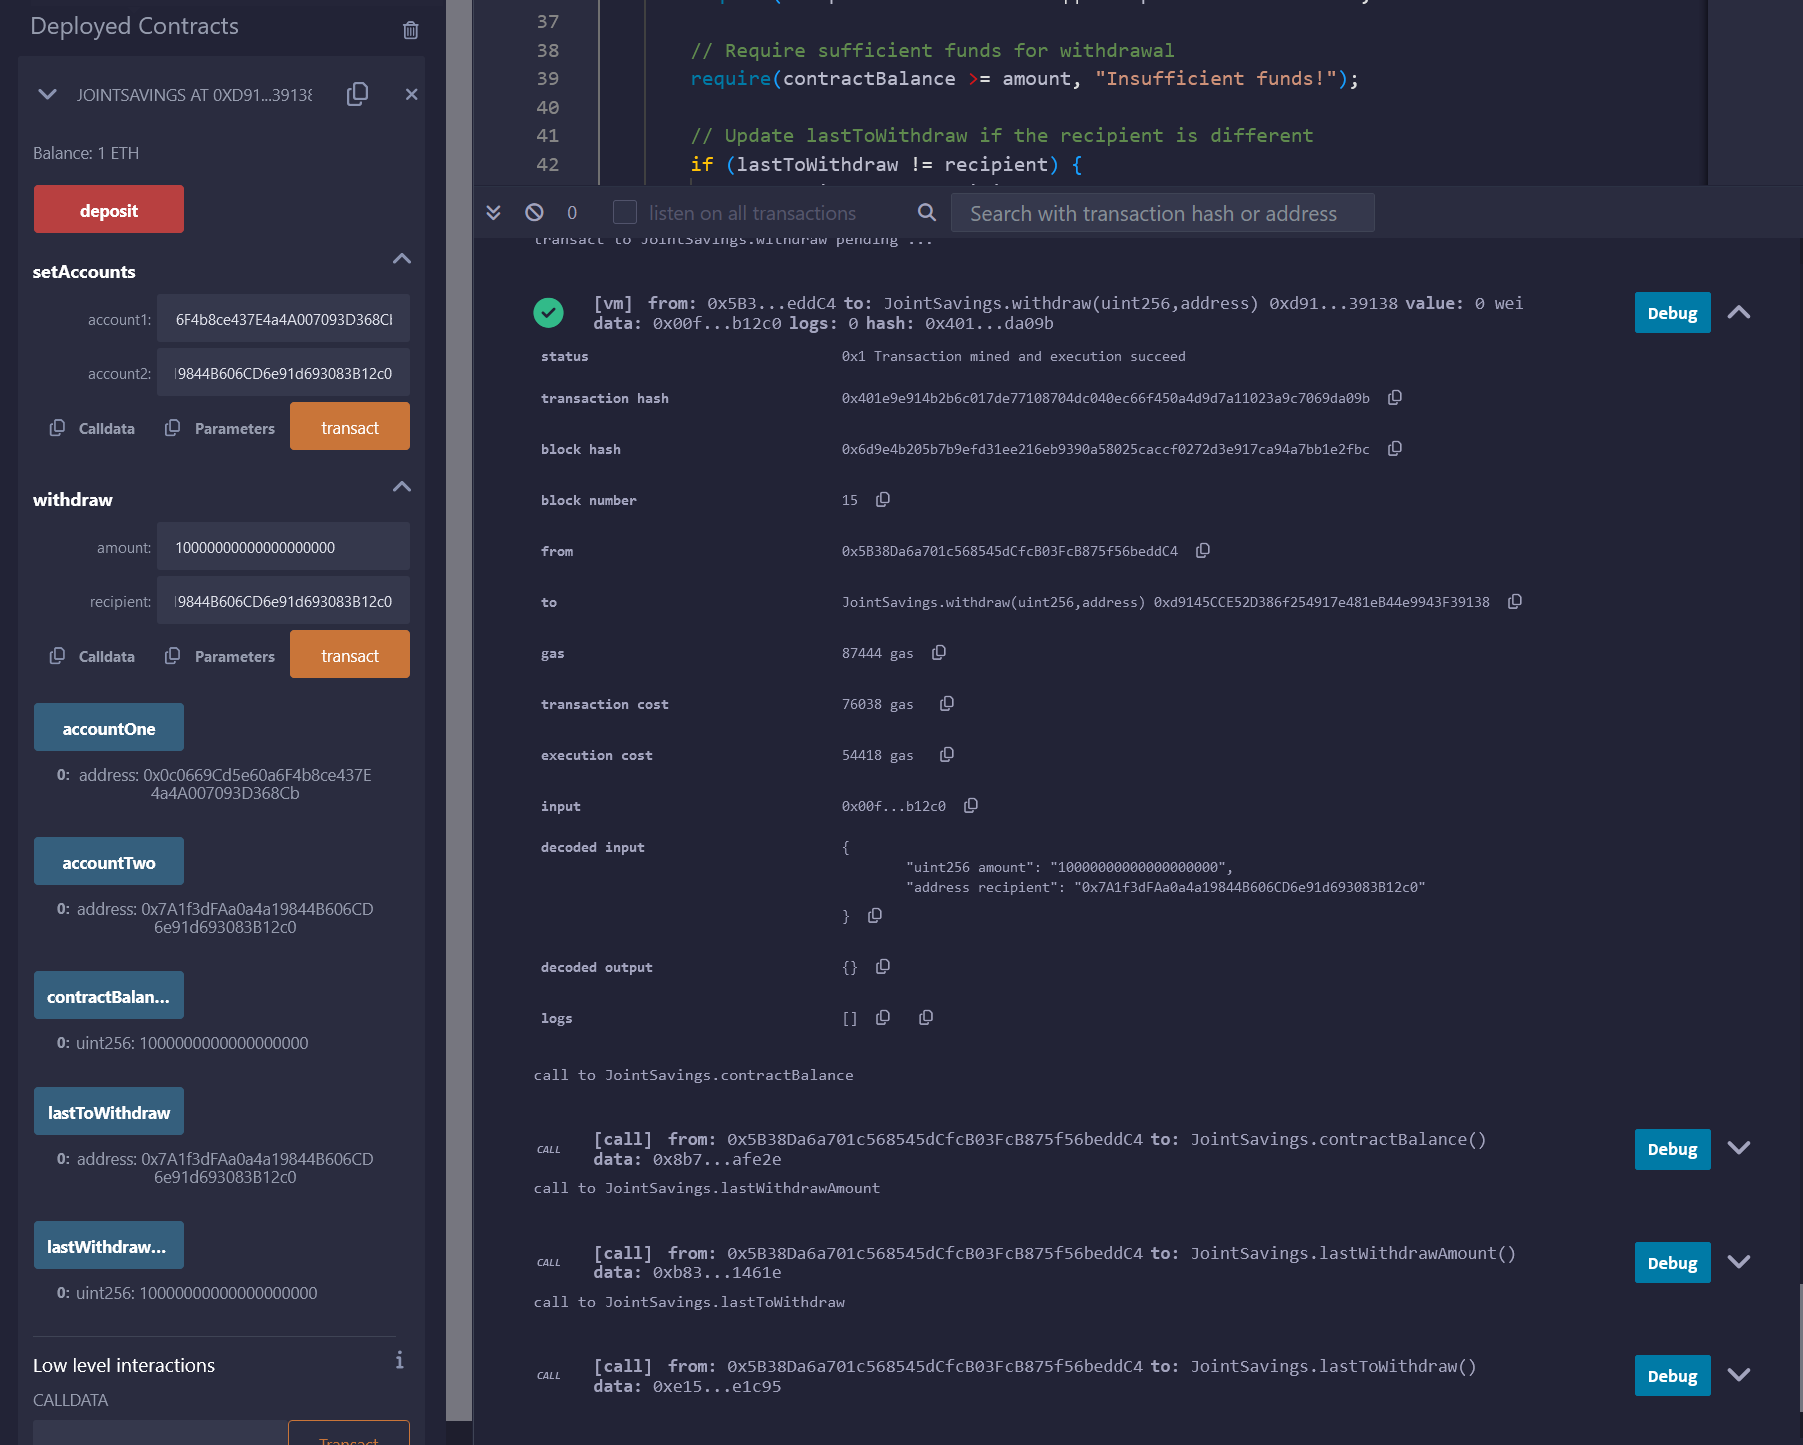 Deployed Contracts
JOINTSAVINGS AT 0XD91...39138
Balance: 1 ETH
deposit
setAccounts
account1: 6F4b8ce437E4a4A007093D368Cl
account2: 9844B606CD6e91d693083B12c0
Calldata Parameters transact
withdraw
amount: 10000000000000000000
recipient: 9844B606CD6e91d693083B12c0
Calldata Parameters transact
accountOne
0: address: 0x0c0669Cd5e60a6F4b8ce437E
4a4A007093D368Cb
accountTwo
0: address: 0x7A1f3dFAa0a4a19844B606CD
6e91d693083B12c0
contractBalan...
0: uint256: 1000000000000000000
lastToWithdraw
0: address: 0x7A1f3dFAa0a4a19844B606CD
6e91d693083B12c0
lastWithdraw...
0: uint256: 10000000000000000000
Low level interactions
CALLDATA
Transact
37
38 // Require sufficient funds for withdrawal
39 require(contractBalance >= amount, "Insufficient funds!");
40
41 // Update lastToWithdraw if the recipient is different
42 if (lastToWithdraw != recipient) {
0 listen on all transactions Search with transaction hash or address
transact to JointSavings.withdraw pending ...
[vm] from: 0x5B3...eddC4 to: JointSavings.withdraw(uint256,address) 0xd91...39138 value: 0 wei
data: 0x00f...b12c0 logs: 0 hash: 0x401...da09b
Debug
status 0x1 Transaction mined and execution succeed
transaction hash 0x401e9e914b2b6c017de77108704dc040ec66f450a4d9d7a11023a9c7069da09b
block hash 0x6d9e4b205b7b9efd31ee216eb9390a58025caccf0272d3e917ca94a7bb1e2fbc
block number 15
from 0x5B38Da6a701c568545dCfcB03FcB875f56beddC4
to JointSavings.withdraw(uint256,address) 0xd9145CCE52D386f254917e481eB44e9943F39138
gas 87444 gas
transaction cost 76038 gas
execution cost 54418 gas
input 0x00f...b12c0
decoded input {
"uint256 amount": "10000000000000000000",
"address recipient": "0x7A1f3dFAa0a4a19844B606CD6e91d693083B12c0"
}
decoded output {}
logs []
call to JointSavings.contractBalance
CALL [call] from: 0x5B38Da6a701c568545dCfcB03FcB875f56beddC4 to: JointSavings.contractBalance()
data: 0x8b7...afe2e
Debug
call to JointSavings.lastWithdrawAmount
CALL [call] from: 0x5B38Da6a701c568545dCfcB03FcB875f56beddC4 to: JointSavings.lastWithdrawAmount()
data: 0xb83...1461e
Debug
call to JointSavings.lastToWithdraw
CALL [call] from: 0x5B38Da6a701c568545dCfcB03FcB875f56beddC4 to: JointSavings.lastToWithdraw()
data: 0xe15...e1c95
Debug